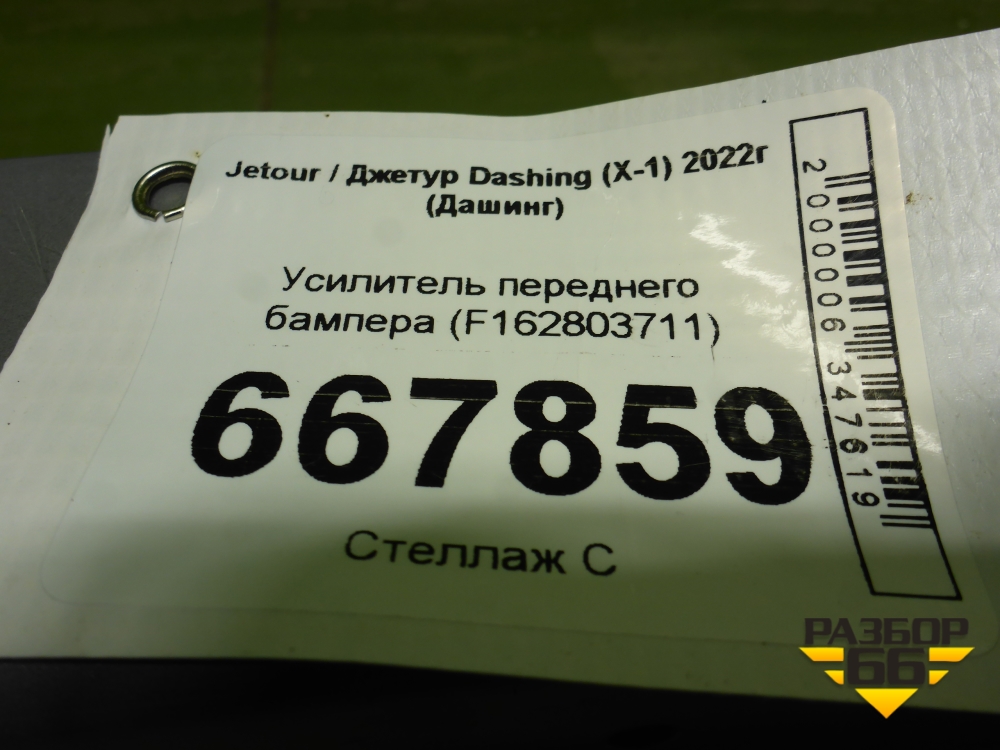 Jetour / Джетур Dashing (X-1) 2022г
(Дашинг)
Усилитель переднего
бампера (F162803711)
667859
Стеллаж С
2000006347619
РАЗБОР
66